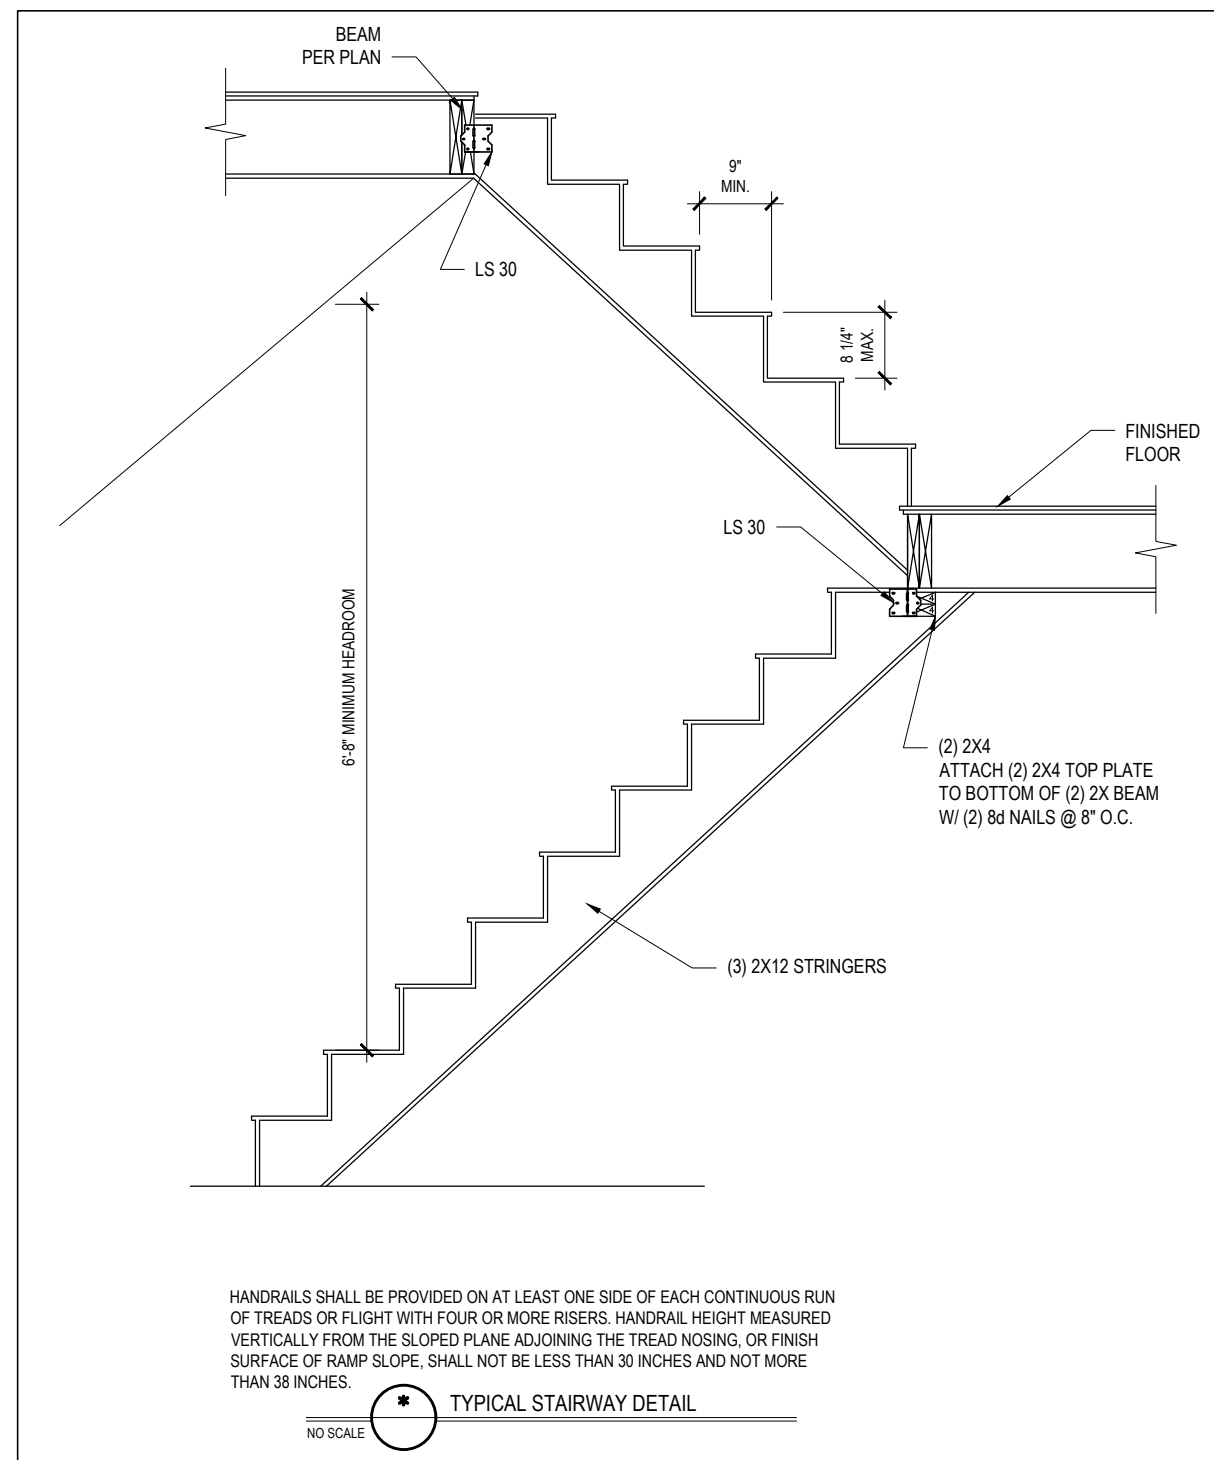 BEAM
PER PLAN
9"
MIN.
LS 30
8 1/4"
MAX.
FINISHED
FLOOR
LS 30
6'-8" MINIMUM HEADROOM
(2) 2X4
ATTACH (2) 2X4 TOP PLATE
TO BOTTOM OF (2) 2X BEAM
W/ (2) 8d NAILS @ 8" O.C.
(3) 2X12 STRINGERS
HANDRAILS SHALL BE PROVIDED ON AT LEAST ONE SIDE OF EACH CONTINUOUS RUN
OF TREADS OR FLIGHT WITH FOUR OR MORE RISERS. HANDRAIL HEIGHT MEASURED
VERTICALLY FROM THE SLOPED PLANE ADJOINING THE TREAD NOSING, OR FINISH
SURFACE OF RAMP SLOPE, SHALL NOT BE LESS THAN 30 INCHES AND NOT MORE
THAN 38 INCHES.
*
TYPICAL STAIRWAY DETAIL
NO SCALE